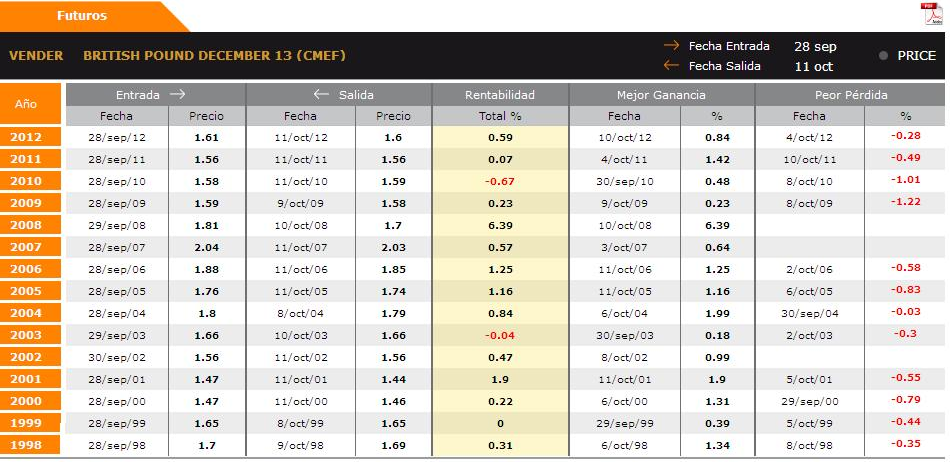 Futuros
PDF
Adobe
VENDER BRITISH POUND DECEMBER 13 (CMEF) Fecha Entrada 28 sep PRICE
Fecha Salida 11 oct
Año Entrada Salida Rentabilidad Mejor Ganancia Peor Pérdida
Fecha Precio Fecha Precio Total % Fecha % Fecha %
2012 28/sep/12 1.61 11/oct/12 1.6 0.59 10/oct/12 0.84 4/oct/12 -0.28
2011 28/sep/11 1.56 11/oct/11 1.56 0.07 4/oct/11 1.42 10/oct/11 -0.49
2010 28/sep/10 1.58 11/oct/10 1.59 -0.67 30/sep/10 0.48 8/oct/10 -1.01
2009 28/sep/09 1.59 9/oct/09 1.58 0.23 9/oct/09 0.23 8/oct/09 -1.22
2008 29/sep/08 1.81 10/oct/08 1.7 6.39 10/oct/08 6.39
2007 28/sep/07 2.04 11/oct/07 2.03 0.57 3/oct/07 0.64
2006 28/sep/06 1.88 11/oct/06 1.85 1.25 11/oct/06 1.25 2/oct/06 -0.58
2005 28/sep/05 1.76 11/oct/05 1.74 1.16 11/oct/05 1.16 6/oct/05 -0.83
2004 28/sep/04 1.8 8/oct/04 1.79 0.84 6/oct/04 1.99 30/sep/04 -0.03
2003 29/sep/03 1.66 10/oct/03 1.66 -0.04 30/sep/03 0.18 2/oct/03 -0.3
2002 30/sep/02 1.56 11/oct/02 1.56 0.47 8/oct/02 0.99
2001 28/sep/01 1.47 11/oct/01 1.44 1.9 11/oct/01 1.9 5/oct/01 -0.55
2000 28/sep/00 1.47 11/oct/00 1.46 0.22 6/oct/00 1.31 29/sep/00 -0.79
1999 28/sep/99 1.65 8/oct/99 1.65 0 29/sep/99 0.39 5/oct/99 -0.44
1998 28/sep/98 1.7 9/oct/98 1.69 0.31 6/oct/98 1.34 8/oct/98 -0.35